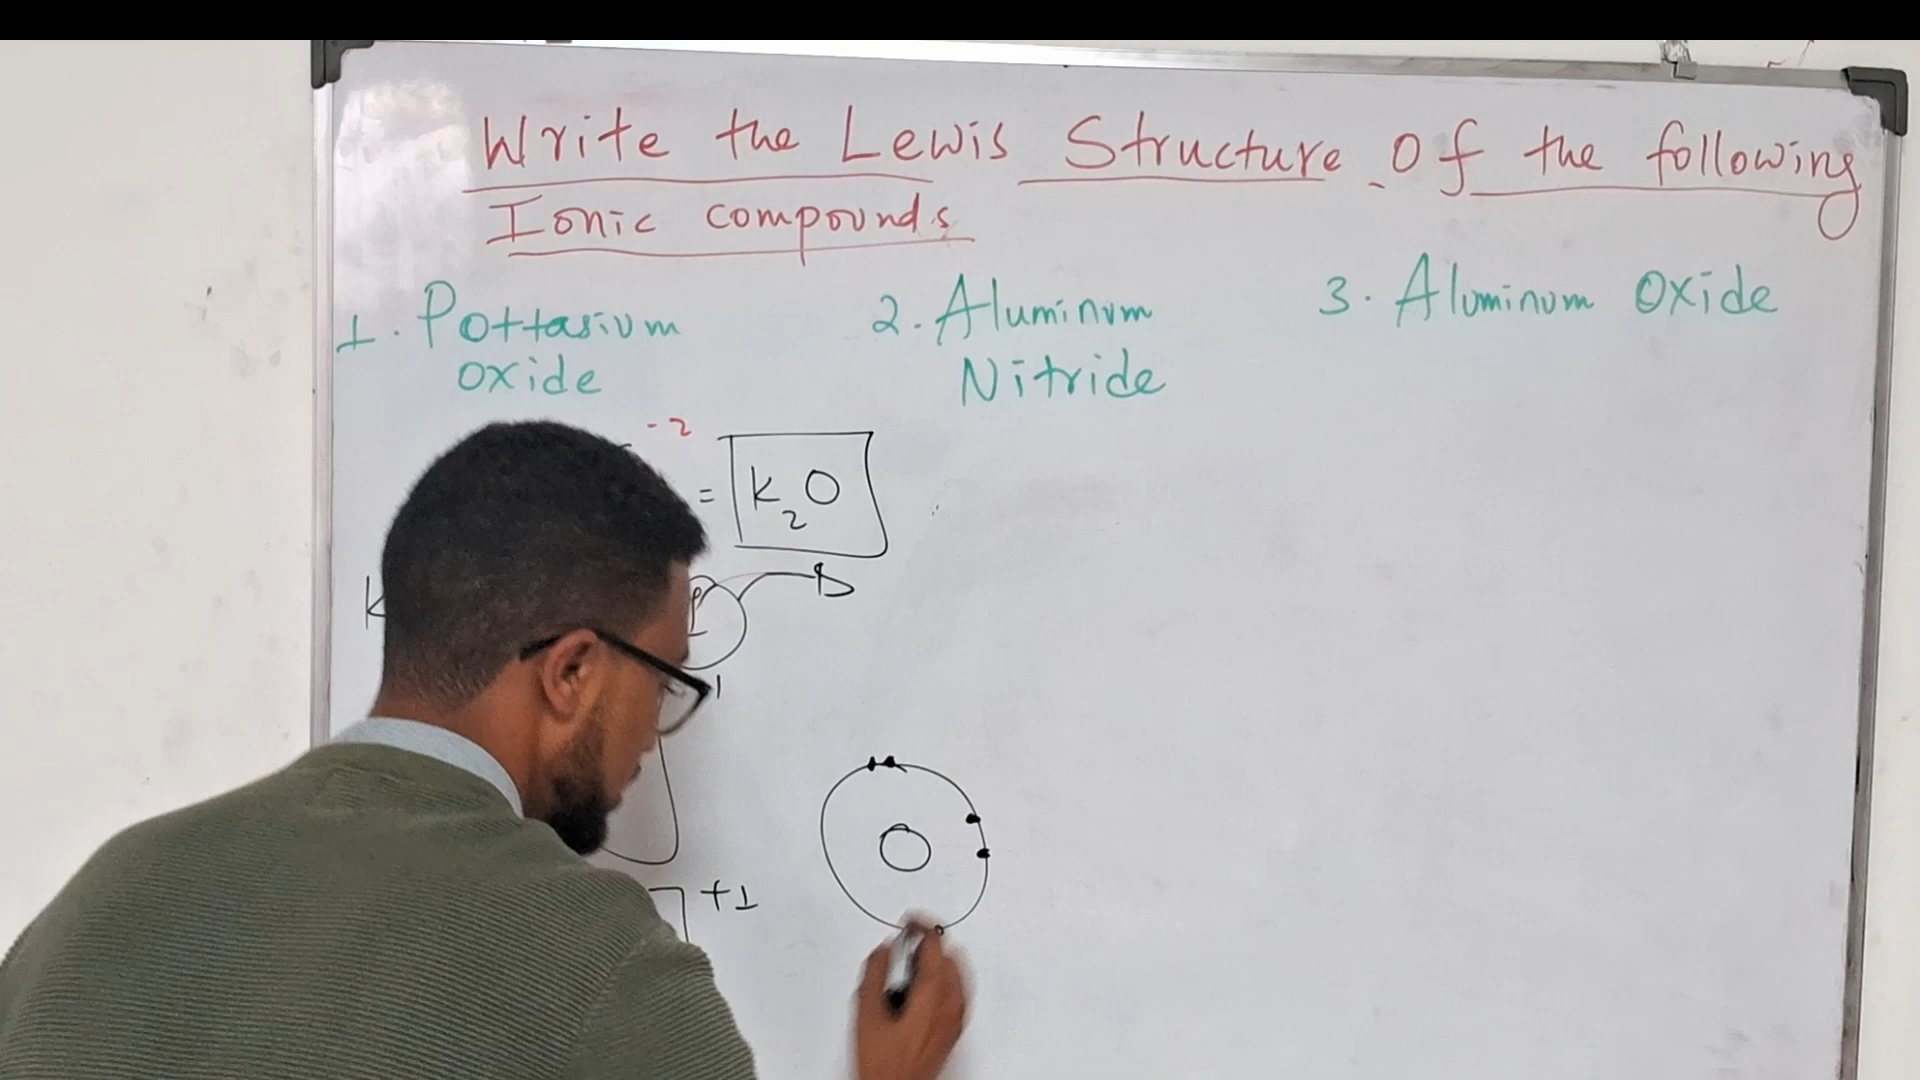 Write the Lewis Structure Of the following
Ionic compounds
1. Pottasium
oxide
2. Aluminum
Nitride
3. Aluminum Oxide
-2
= K2O
K
+1